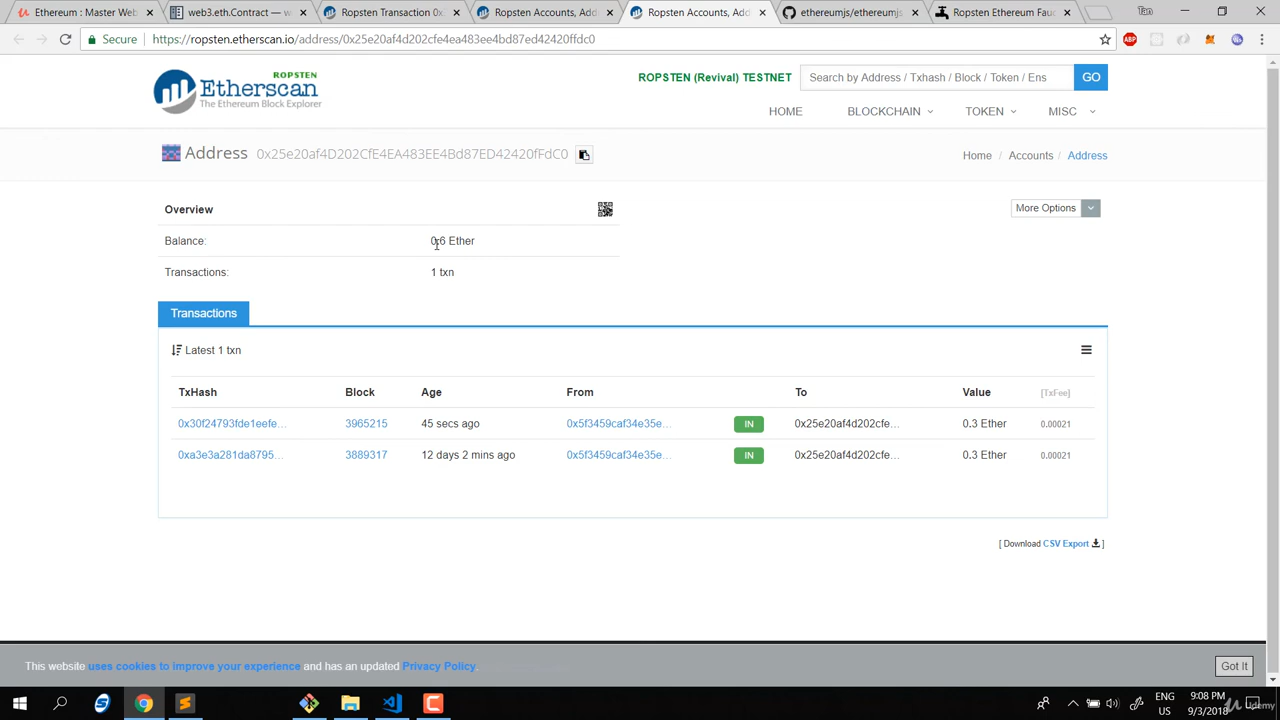 Ethereum : Master Web
web3.eth.Contract — w
Ropsten Transaction 0x
Ropsten Accounts, Add
Ropsten Accounts, Add
ethereumjs/ethereumjs
Ropsten Ethereum Fauc
Tan
Secure
https://ropsten.etherscan.io/address/0x25e20af4d202cfe4ea483ee4bd87ed42420ffdc0
ROPSTEN
Etherscan
The Ethereum Block Explorer
ROPSTEN (Revival) TESTNET
Search by Address / Txhash / Block / Token / Ens
GO
HOME BLOCKCHAIN TOKEN MISC
Address 0x25e20af4D202CfE4EA483EE4Bd87ED42420fFdC0
Home / Accounts / Address
Overview
More Options
Balance: 0.6 Ether
Transactions: 1 txn
Transactions
Latest 1 txn
TxHash Block Age From To Value [TxFee]
0x30f24793fde1eefe... 3965215 45 secs ago 0x5f3459caf34e35e... IN 0x25e20af4d202cfe... 0.3 Ether 0.00021
0xa3e3a281da8795... 3889317 12 days 2 mins ago 0x5f3459caf34e35e... IN 0x25e20af4d202cfe... 0.3 Ether 0.00021
[ Download CSV Export ]
This website uses cookies to improve your experience and has an updated Privacy Policy.
Got It
ABP
ENG
US
9:08 PM
9/3/2018
Udemy